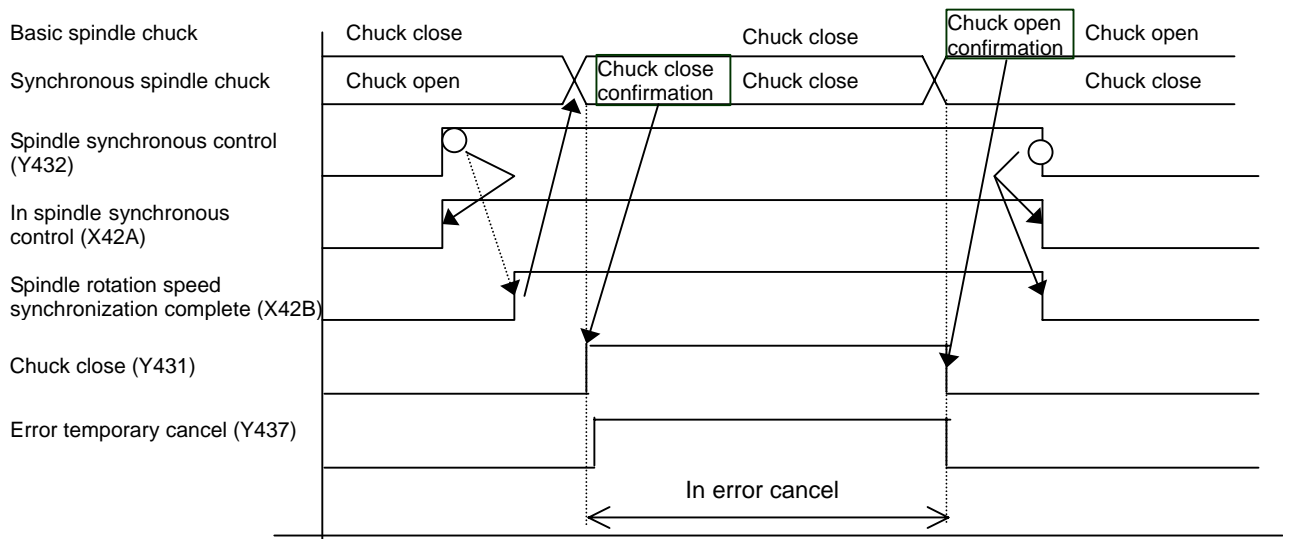 Basic spindle chuck
Chuck close
Chuck close
Chuck open
confirmation
Chuck open
Synchronous spindle chuck
Chuck open
Chuck close
confirmation
Chuck close
Chuck close
Spindle synchronous control
(Y432)
In spindle synchronous
control (X42A)
Spindle rotation speed
synchronization complete (X42B)
Chuck close (Y431)
Error temporary cancel (Y437)
In error cancel